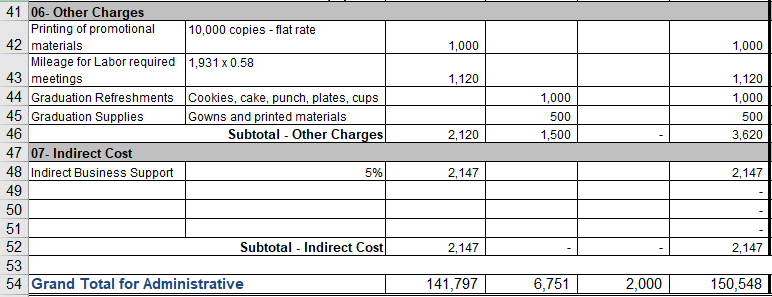 41 06- Other Charges
Printing of promotional 10,000 copies - flat rate
42 materials 1,000 1,000
Mileage for Labor required 1,931 x 0.58
43 meetings 1,120 1,120
44 Graduation Refreshments Cookies, cake, punch, plates, cups 1,000 1,000
45 Graduation Supplies Gowns and printed materials 500 500
46 Subtotal - Other Charges 2,120 1,500 - 3,620
47 07- Indirect Cost
48 Indirect Business Support 5% 2,147 2,147
49 -
50 -
51 -
52 Subtotal - Indirect Cost 2,147 - - 2,147
53
54 Grand Total for Administrative 141,797 6,751 2,000 150,548